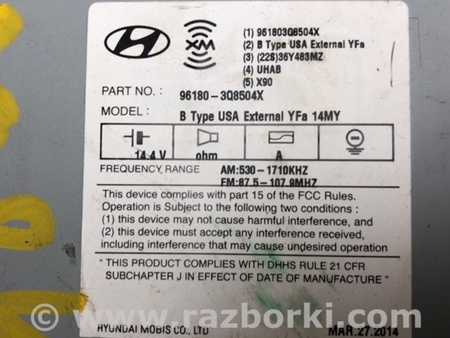 XM
(1) 961803Q8504X
(2) B Type USA External YFa
(3) (22S)36Y483MZ
(4) UHAB
(5) X90
PART NO. : 96180-3Q8504X
MODEL : B Type USA External YFa 14MY
14.4 V ohm A
FREQUENCY RANGE AM:530-1710KHZ
FM:87.5-107.9MHZ
This device complies with part 15 of the FCC Rules.
Operation is Subject to the following two conditions :
(1) this device may not cause harmful interference, and
(2) this device must accept any interference received,
including interference that may cause undesired operation
" THIS PRODUCT COMPLIES WITH DHHS RULE 21 CFR
SUBCHAPTER J IN EFFECT OF DATE OF MANUFACTURE "
HYUNDAI MOBIS CO., LTD MAR.27.2014
www.razborki.com